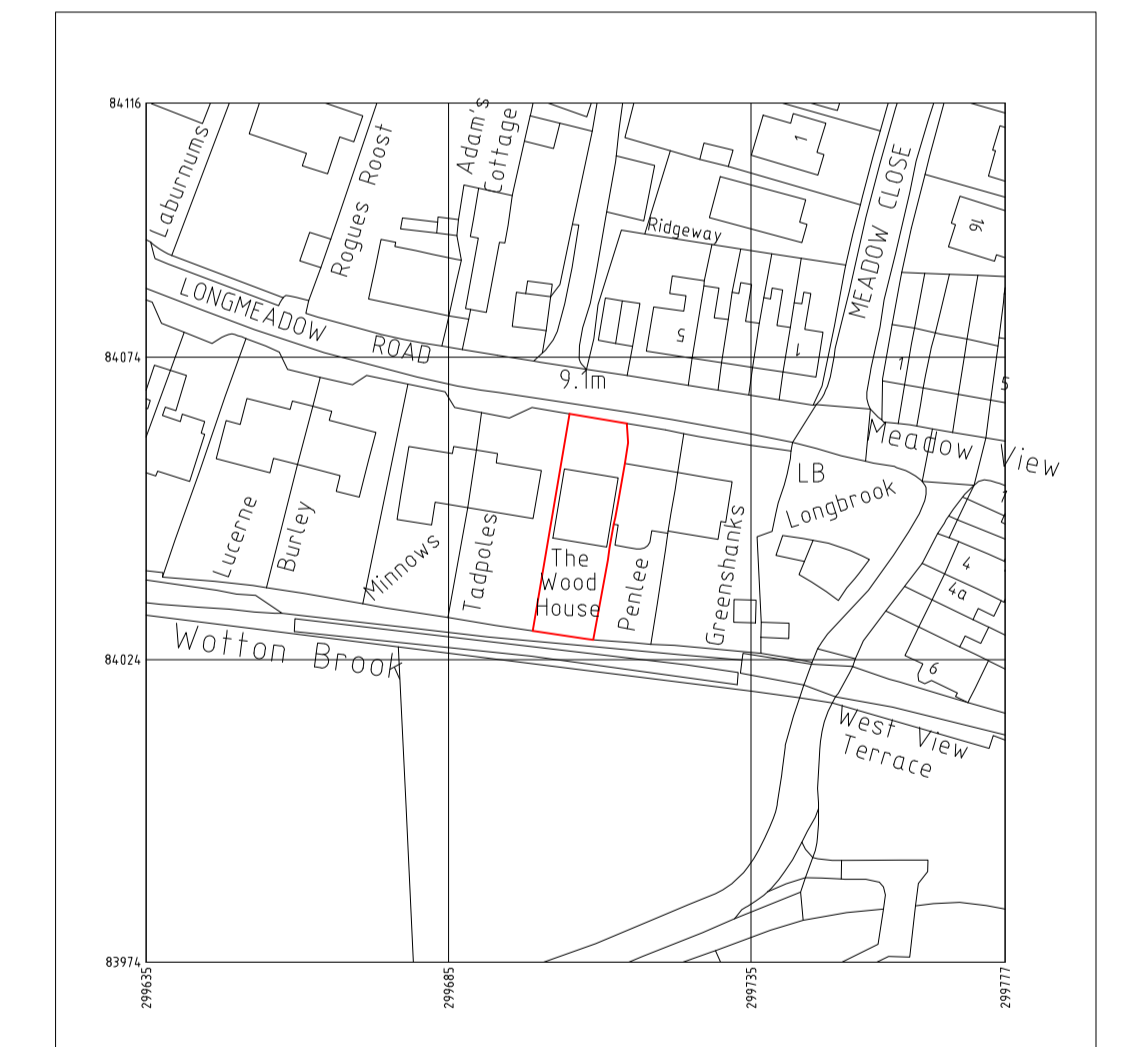 84116
Laburnums
Rogues Roost
Adam's
Cottage
1
MEADOW CLOSE
16
Ridgeway
LONGMEADOW ROAD
5
1
84074
9.1m
1
5
Meadow View
LB
Longbrook
1
Lucerne
Burley
Minnows
Tadpoles
The
Wood
House
Penlee
Greenshanks
4
4a
Wotton Brook
84024
6
West View
Terrace
83974
299635
299685
299735
299777